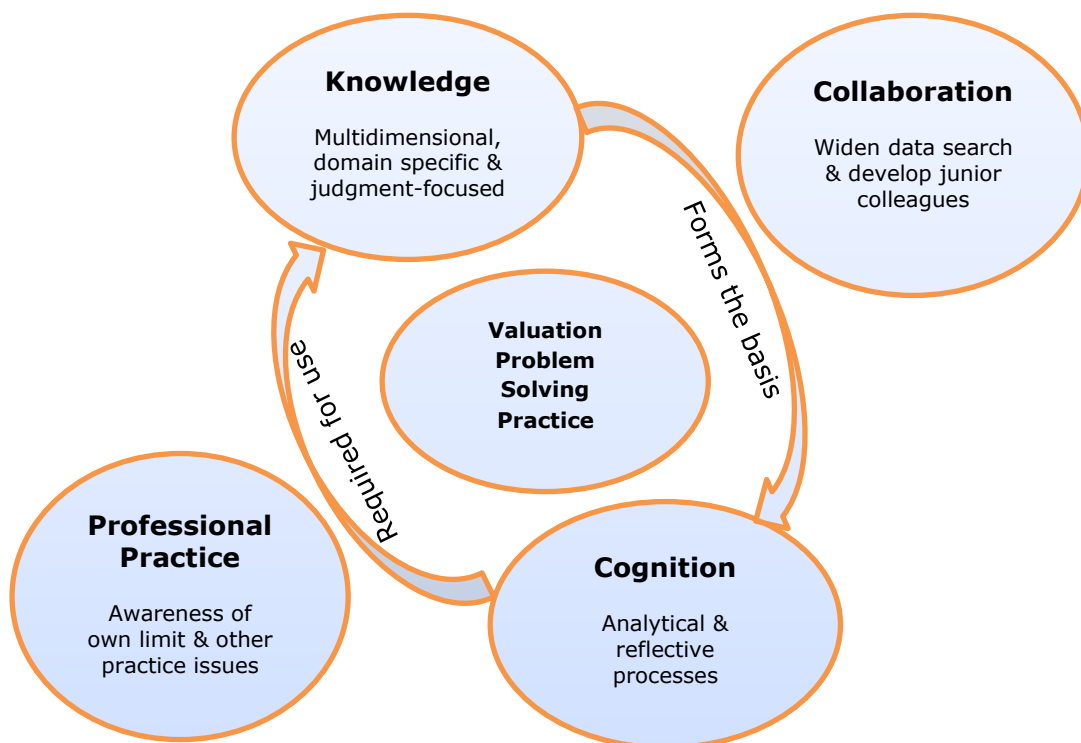 Knowledge
Multidimensional,
domain specific &
judgment-focused
Collaboration
Widen data search
& develop junior
colleagues
Forms the basis
Valuation
Problem
Solving
Practice
Required for use
Professional
Practice
Awareness of
own limit & other
practice issues
Cognition
Analytical &
reflective
processes